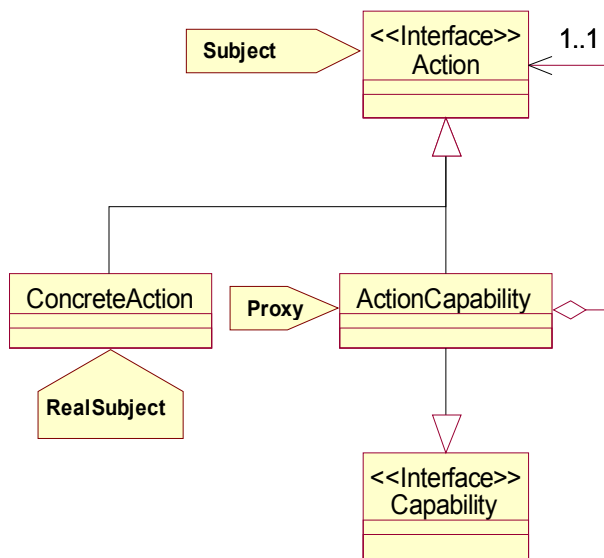 Subject
<<Interface>>
Action
1..1
ConcreteAction
Proxy
ActionCapability
RealSubject
<<Interface>>
Capability